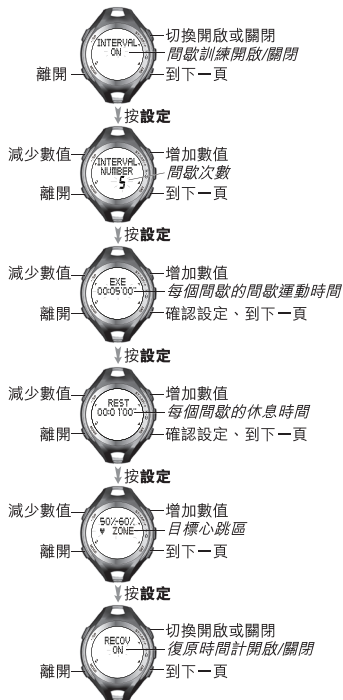 INTERVAL
ON
切換開啟或關閉
間歇訓練開啟/關閉
離開
到下一頁
按設定
減少數值
INTERVAL
NUMBER
5
增加數值
間歇次數
離開
到下一頁
按設定
減少數值
EXE
00:05'00"
增加數值
每個間歇的間歇運動時間
離開
確認設定、到下一頁
按設定
減少數值
REST
00:01'00"
增加數值
每個間歇的休息時間
離開
確認設定、到下一頁
按設定
減少數值
50%-60%
♥ ZONE
增加數值
目標心跳區
離開
到下一頁
按設定
RECOV
ON
切換開啟或關閉
復原時間計開啟/關閉
離開
到下一頁